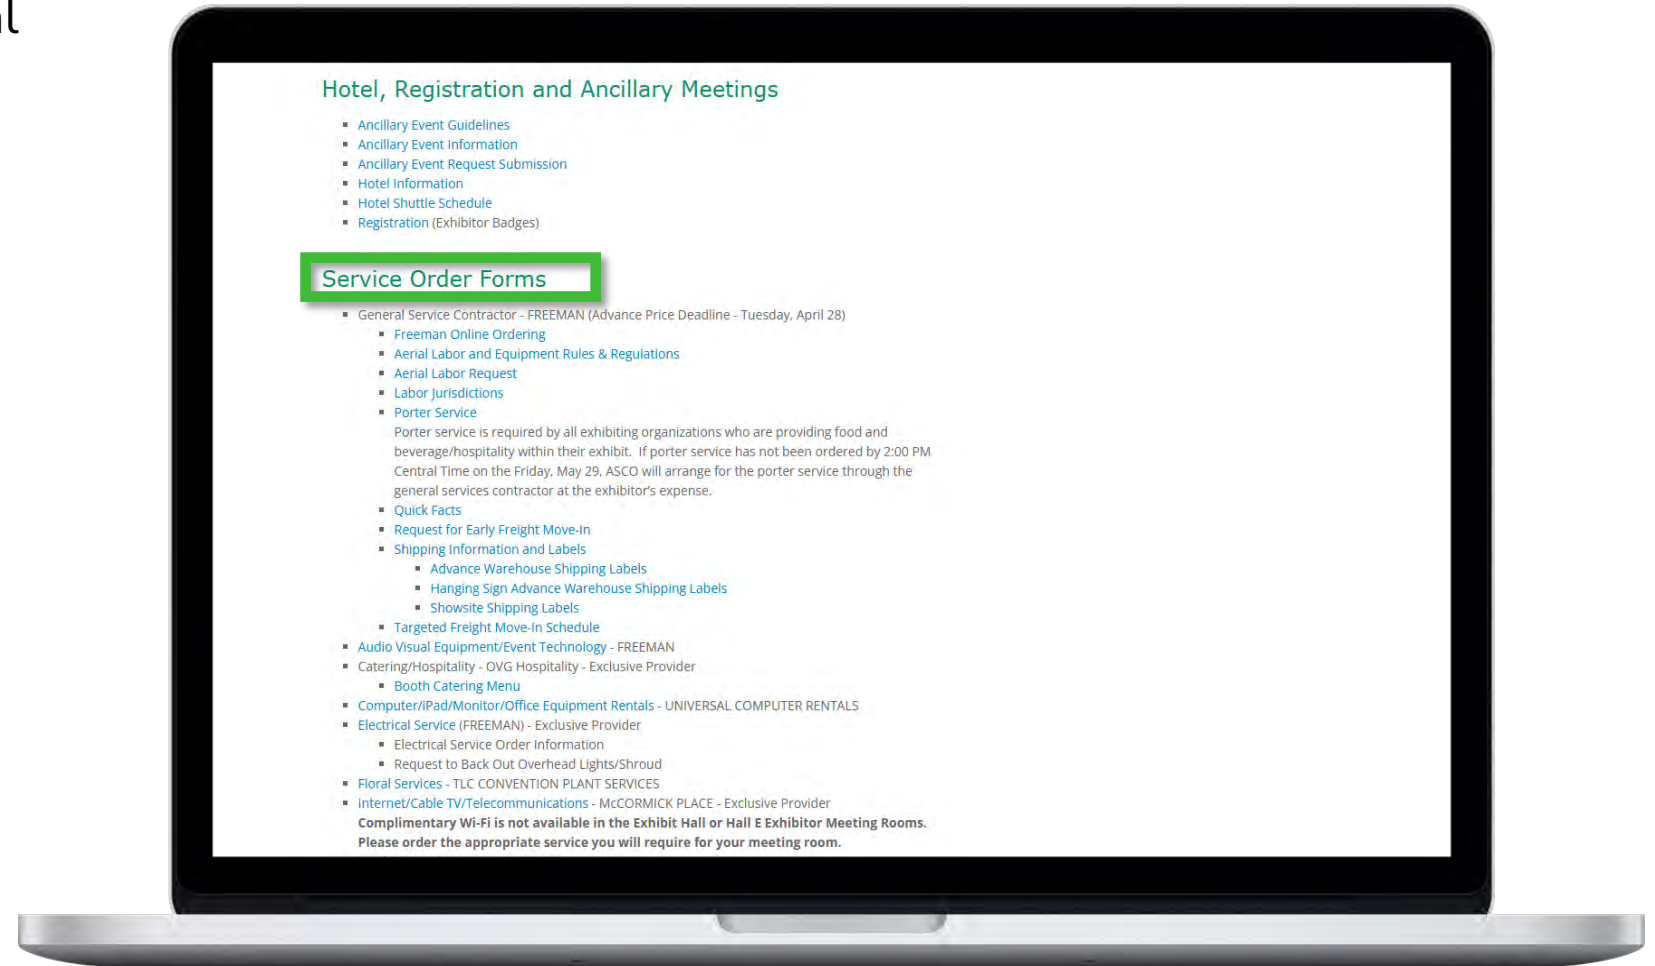 Hotel, Registration and Ancillary Meetings
Ancillary Event Guidelines
Ancillary Event Information
Ancillary Event Request Submission
Hotel Information
Hotel Shuttle Schedule
Registration (Exhibitor Badges)
Service Order Forms
General Service Contractor - FREEMAN (Advance Price Deadline - Tuesday, April 28)
Freeman Online Ordering
Aerial Labor and Equipment Rules & Regulations
Aerial Labor Request
Labor Jurisdictions
Porter Service
Porter service is required by all exhibiting organizations who are providing food and
beverage/hospitality within their exhibit. If porter service has not been ordered by 2:00 PM
Central Time on the Friday, May 29, ASCO will arrange for the porter service through the
general services contractor at the exhibitor's expense.
Quick Facts
Request for Early Freight Move-In
Shipping Information and Labels
Advance Warehouse Shipping Labels
Hanging Sign Advance Warehouse Shipping Labels
Showsite Shipping Labels
Targeted Freight Move-In Schedule
Audio Visual Equipment/Event Technology - FREEMAN
Catering/Hospitality - OVG Hospitality - Exclusive Provider
Booth Catering Menu
Computer/iPad/Monitor/Office Equipment Rentals - UNIVERSAL COMPUTER RENTALS
Electrical Service (FREEMAN) - Exclusive Provider
Electrical Service Order Information
Request to Back Out Overhead Lights/Shroud
Floral Services - TLC CONVENTION PLANT SERVICES
Internet/Cable TV/Telecommunications - McCORMICK PLACE - Exclusive Provider
Complimentary Wi-Fi is not available in the Exhibit Hall or Hall E Exhibitor Meeting Rooms.
Please order the appropriate service you will require for your meeting room.